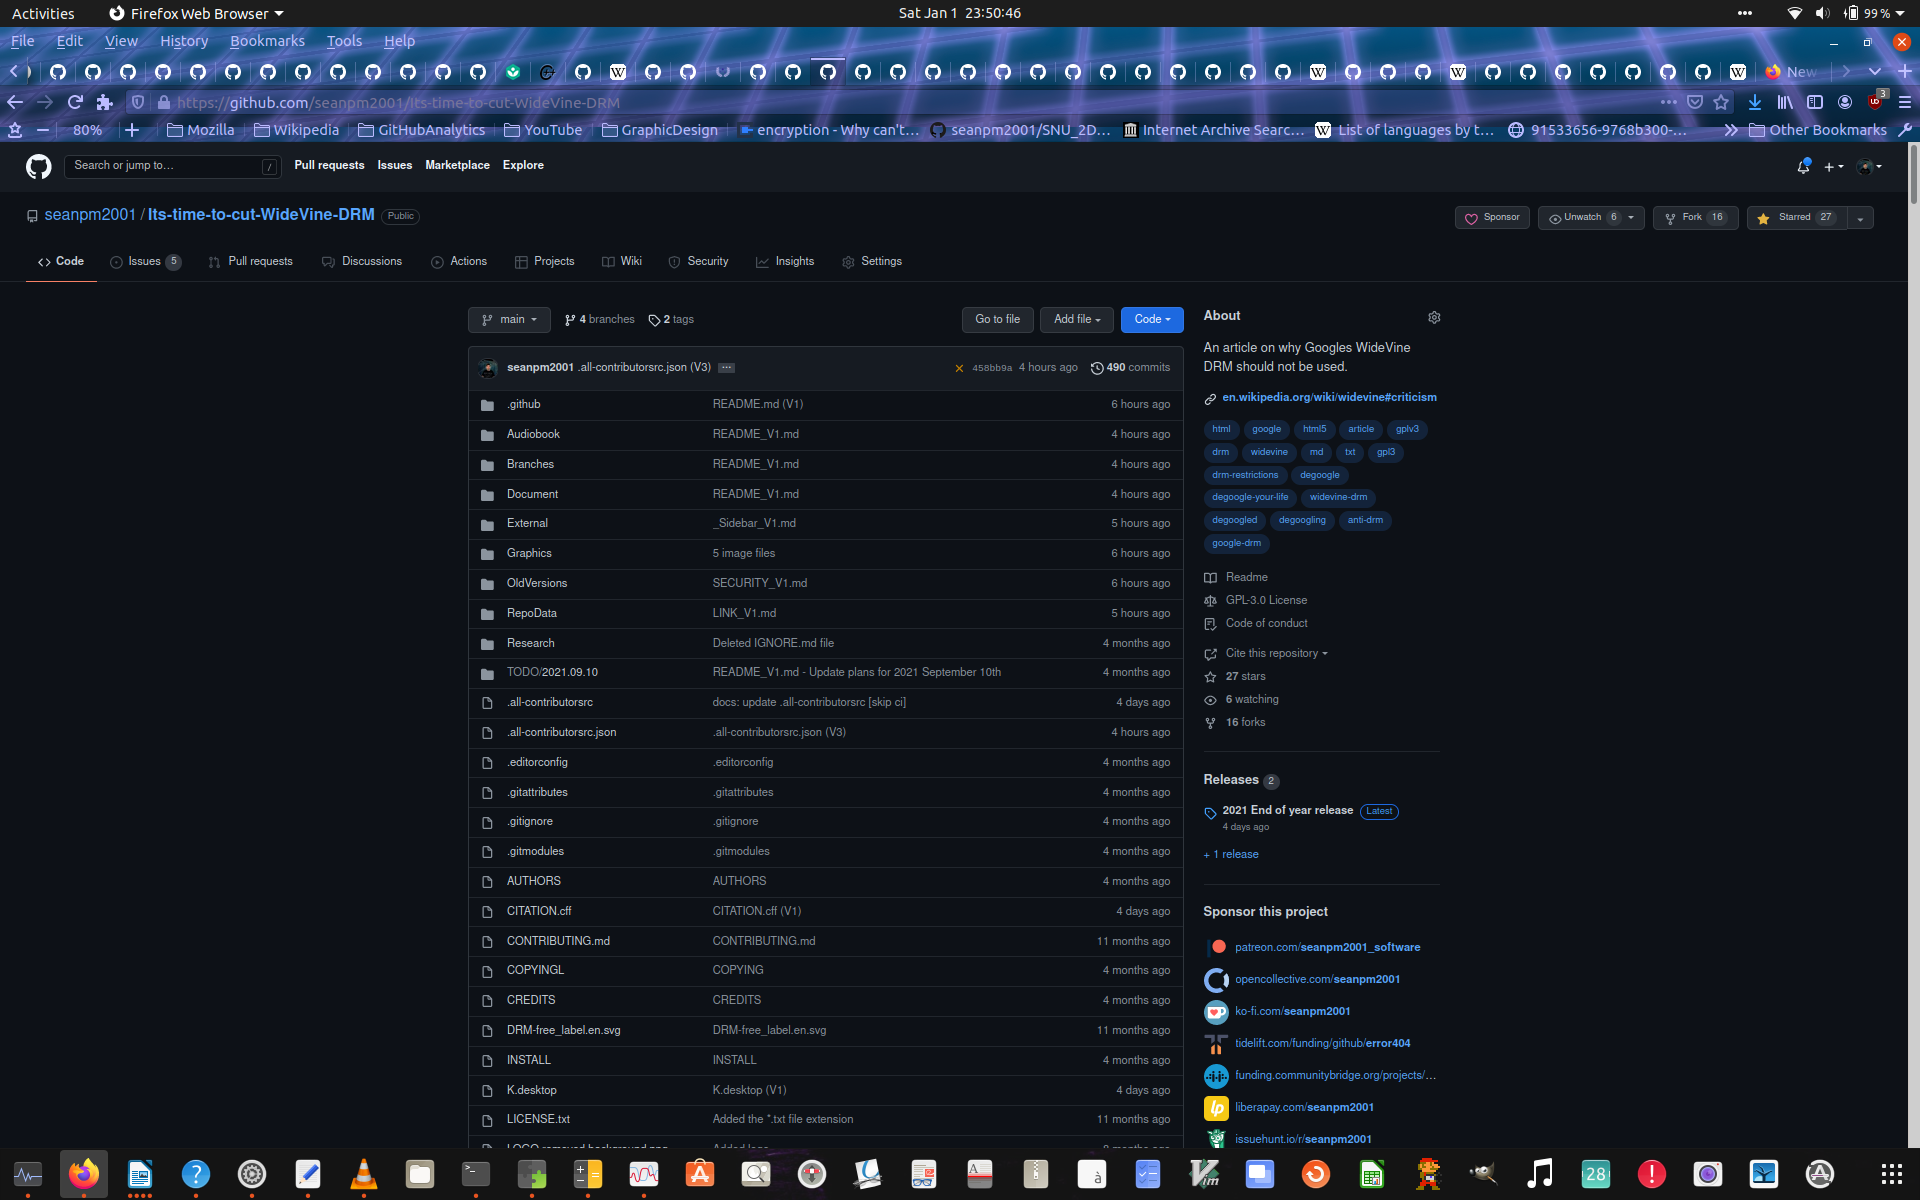 Activities Firefox Web Browser Sat Jan 1 23:50:46 99 %
File Edit View History Bookmarks Tools Help
New
https://github.com/seanpm2001/Its-time-to-cut-WideVine-DRM 3
80% Mozilla Wikipedia GitHubAnalytics YouTube GraphicDesign encryption - Why can't... seanpm2001/SNU_2D... Internet Archive Searc... List of languages by t... 91533656-9768b300-... Other Bookmarks
Search or jump to... / Pull requests Issues Marketplace Explore
seanpm2001 / Its-time-to-cut-WideVine-DRM Public
Sponsor Unwatch 6 Fork 16 Starred 27
Code Issues 5 Pull requests Discussions Actions Projects Wiki Security Insights Settings
main 4 branches 2 tags Go to file Add file Code
seanpm2001 .all-contributorsrc.json (V3) ... 458bb9a 4 hours ago 490 commits
.github README.md (V1) 6 hours ago
Audiobook README_V1.md 4 hours ago
Branches README_V1.md 4 hours ago
Document README_V1.md 4 hours ago
External _Sidebar_V1.md 5 hours ago
Graphics 5 image files 6 hours ago
OldVersions SECURITY_V1.md 6 hours ago
RepoData LINK_V1.md 5 hours ago
Research Deleted IGNORE.md file 4 months ago
TODO/2021.09.10 README_V1.md - Update plans for 2021 September 10th 4 months ago
.all-contributorsrc docs: update .all-contributorsrc [skip ci] 4 days ago
.all-contributorsrc.json .all-contributorsrc.json (V3) 4 hours ago
.editorconfig .editorconfig 4 months ago
.gitattributes .gitattributes 4 months ago
.gitignore .gitignore 4 months ago
.gitmodules .gitmodules 4 months ago
AUTHORS AUTHORS 4 months ago
CITATION.cff CITATION.cff (V1) 4 days ago
CONTRIBUTING.md CONTRIBUTING.md 11 months ago
COPYINGL COPYING 4 months ago
CREDITS CREDITS 4 months ago
DRM-free_label.en.svg DRM-free_label.en.svg 11 months ago
INSTALL INSTALL 4 months ago
K.desktop K.desktop (V1) 4 days ago
LICENSE.txt Added the *.txt file extension 11 months ago
About
An article on why Googles WideVine
DRM should not be used.
en.wikipedia.org/wiki/widevine#criticism
html google html5 article gplv3
drm widevine md txt gpl3
drm-restrictions degoogle
degoogle-your-life widevine-drm
degoogled degoogling anti-drm
google-drm
Readme
GPL-3.0 License
Code of conduct
Cite this repository
27 stars
6 watching
16 forks
Releases 2
2021 End of year release Latest
4 days ago
+ 1 release
Sponsor this project
patreon.com/seanpm2001_software
opencollective.com/seanpm2001
ko-fi.com/seanpm2001
tidelift.com/funding/github/error404
funding.communitybridge.org/projects/...
liberapay.com/seanpm2001
issuehunt.io/r/seanpm2001
28